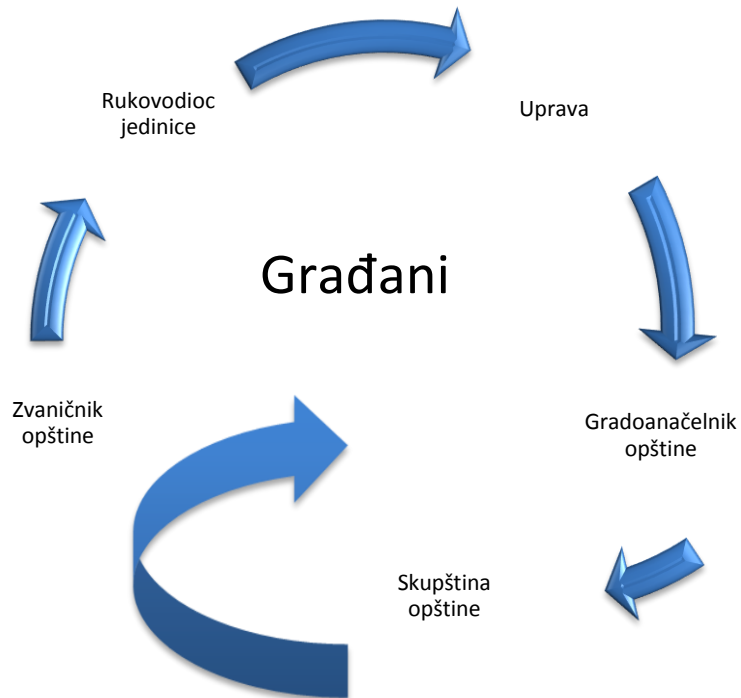 Rukovodioc
jedinice
Uprava
Građani
Zvaničnik
opštine
Gradoanačelnik
opštine
Skupština
opštine